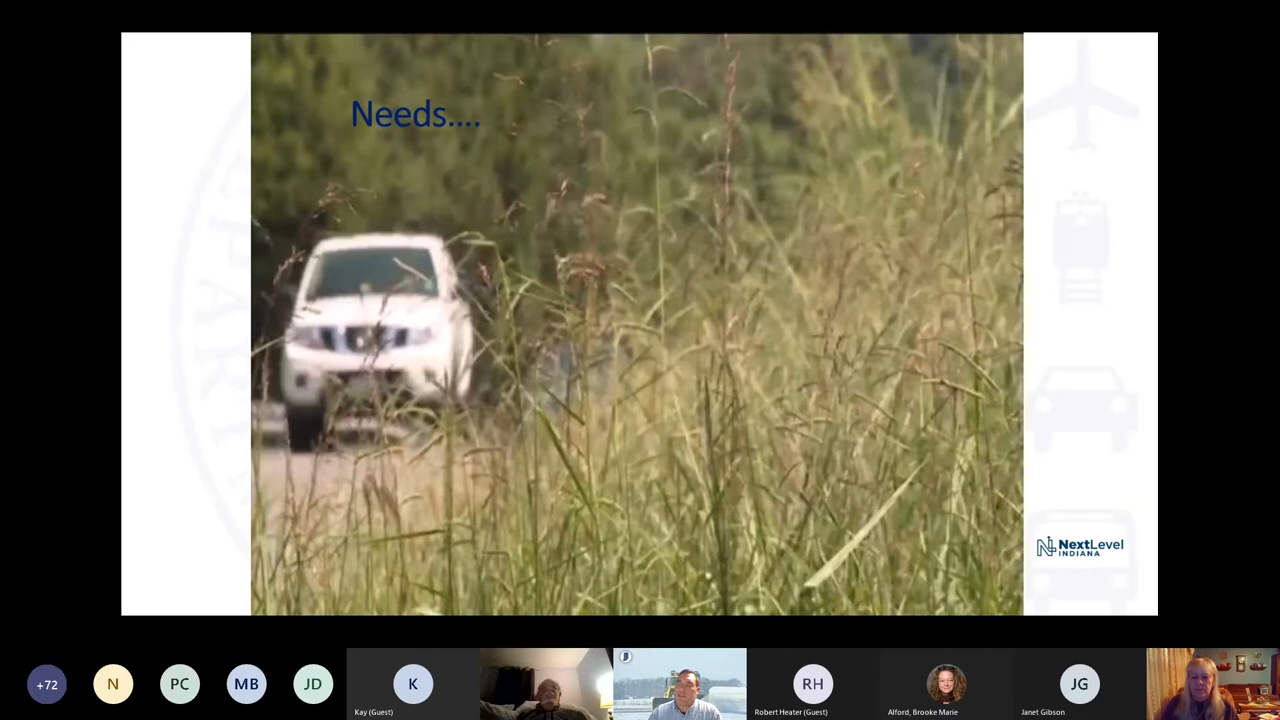 Needs....
NextLevel
INDIANA
+72
N
PC
MB
JD
K
RH
JG
Kay (Guest)
Robert Heater (Guest)
Alford, Brooke Marie
Janet Gibson